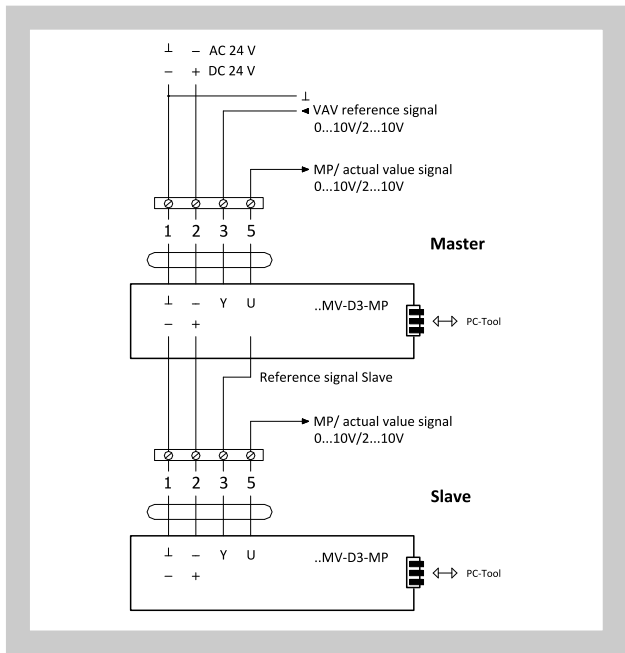 ⊥ ~ AC 24 V
– + DC 24 V
⊥
VAV reference signal
0...10V/2...10V
MP/ actual value signal
0...10V/2...10V
1 2 3 5
Master
⊥ ~ Y U ..MV-D3-MP
– +
PC-Tool
Reference signal Slave
MP/ actual value signal
0...10V/2...10V
1 2 3 5
Slave
⊥ ~ Y U ..MV-D3-MP
– +
PC-Tool